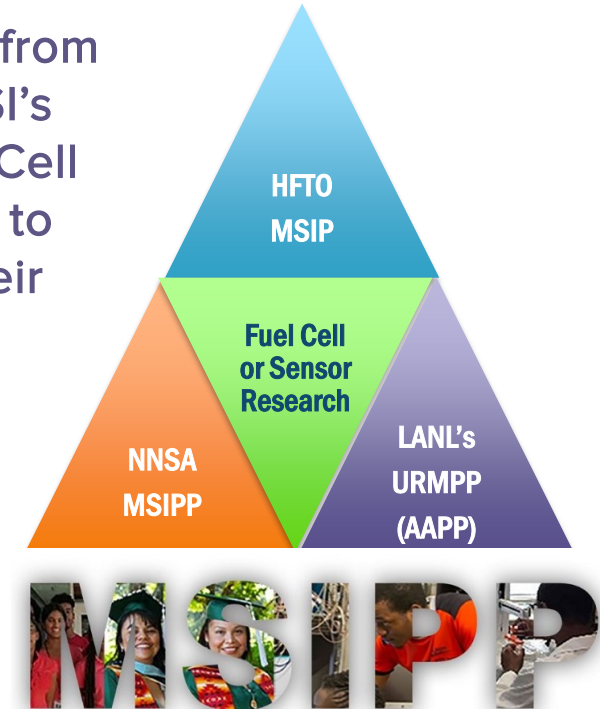 from
SI's
Cell
to
eir
HFTO
MSIP
Fuel Cell
or Sensor
Research
NNSA
MSIPP
LANL's
URMPP
(AAPP)
MSIPP